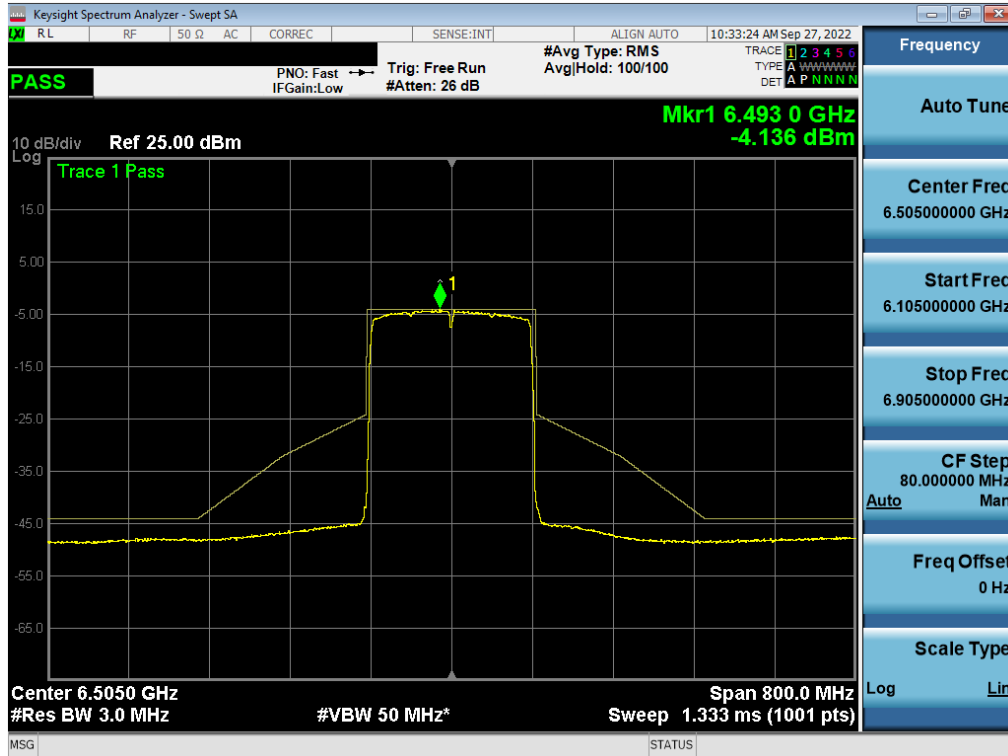 Keysight Spectrum Analyzer - Swept SA
LXI RL RF 50 Ω AC CORREC SENSE:INT ALIGN AUTO 10:33:24 AM Sep 27, 2022
PASS
PNO: Fast
IFGain:Low
Trig: Free Run
#Atten: 26 dB
#Avg Type: RMS
Avg|Hold: 100/100
TRACE 1 2 3 4 5 6
TYPE A WWWWW
DET A P N N N N
Mkr1 6.493 0 GHz
-4.136 dBm
10 dB/div Ref 25.00 dBm
Log
Trace 1 Pass
15.0
5.00
1
-5.00
-15.0
-25.0
-35.0
-45.0
-55.0
-65.0
Center 6.5050 GHz Span 800.0 MHz
#Res BW 3.0 MHz #VBW 50 MHz* Sweep 1.333 ms (1001 pts)
MSG STATUS
Frequency
Auto Tune
Center Freq
6.505000000 GHz
Start Freq
6.105000000 GHz
Stop Freq
6.905000000 GHz
CF Step
80.000000 MHz
Auto Man
Freq Offset
0 Hz
Scale Type
Log Lin